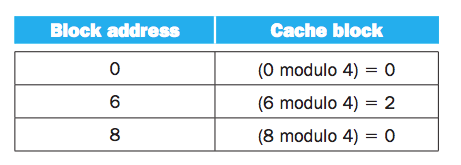 Block address Cache block
0 (0 modulo 4) = 0
6 (6 modulo 4) = 2
8 (8 modulo 4) = 0